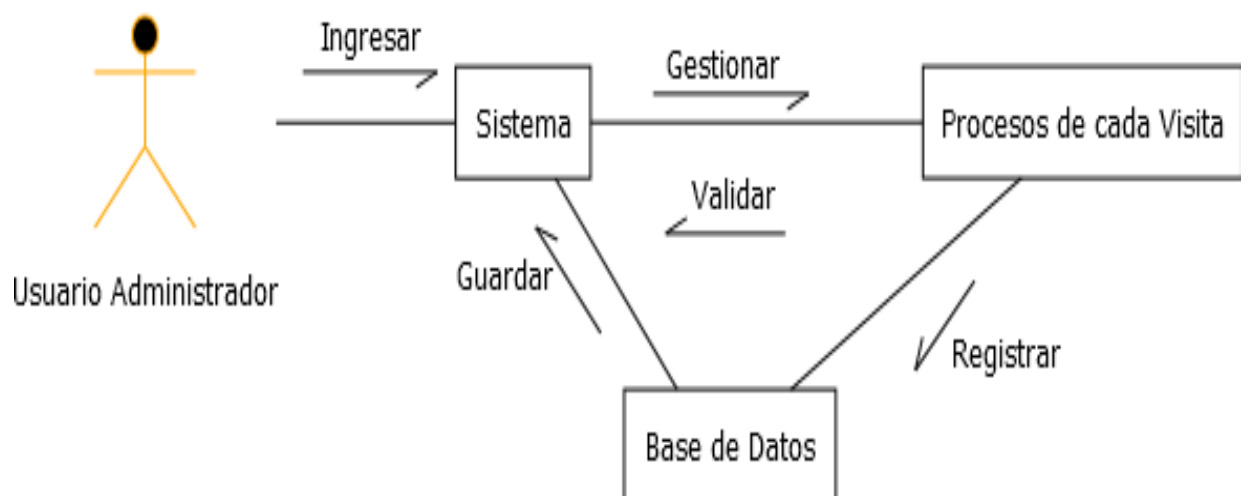 Ingresar
Gestionar
Sistema
Procesos de cada Visita
Validar
Guardar
Usuario Administrador
Registrar
Base de Datos